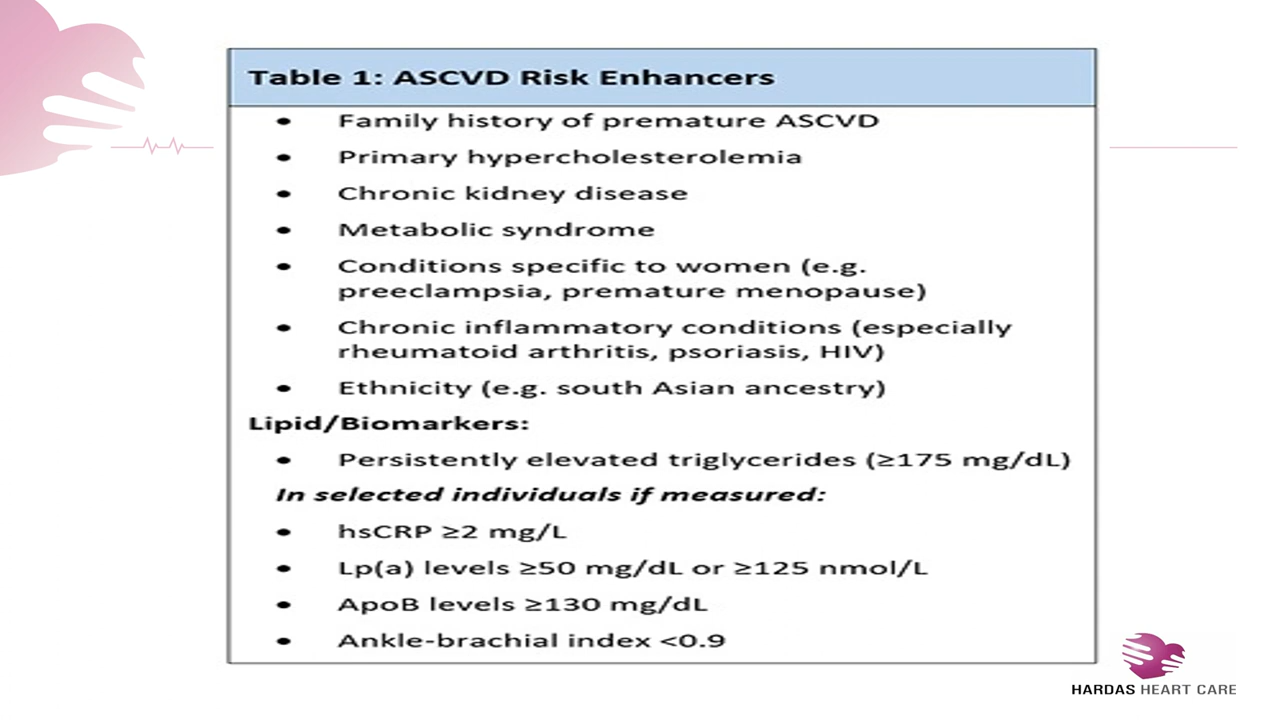 Table 1: ASCVD Risk Enhancers
• Family history of premature ASCVD
• Primary hypercholesterolemia
• Chronic kidney disease
• Metabolic syndrome
• Conditions specific to women (e.g.
preeclampsia, premature menopause)
• Chronic inflammatory conditions (especially
rheumatoid arthritis, psoriasis, HIV)
• Ethnicity (e.g. south Asian ancestry)
Lipid/Biomarkers:
• Persistently elevated triglycerides (≥175 mg/dL)
In selected individuals if measured:
• hsCRP ≥2 mg/L
• Lp(a) levels ≥50 mg/dL or ≥125 nmol/L
• ApoB levels ≥130 mg/dL
• Ankle-brachial index <0.9
HARDAS HEART CARE